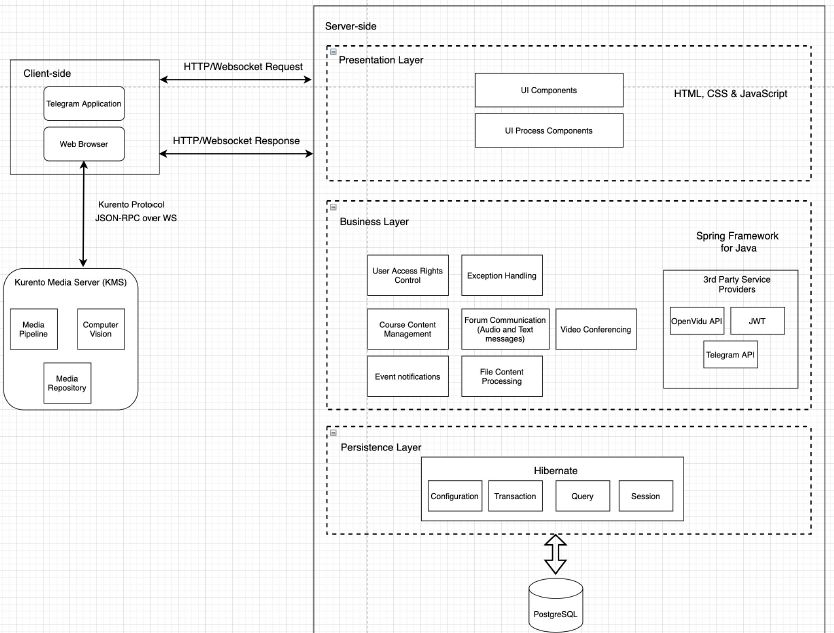 Server-side
Client-side
Telegram Application
Web Browser
HTTP/Websocket Request
HTTP/Websocket Response
Kurento Protocol
JSON-RPC over WS
Kurento Media Server (KMS)
Media
Pipeline
Computer
Vision
Media
Repository
Presentation Layer
UI Components
UI Process Components
HTML, CSS & JavaScript
Business Layer
Spring Framework
for Java
User Access Rights
Control
Exception Handling
Course Content
Management
Forum Communication
(Audio and Text
messages)
Video Conferencing
Event notifications
File Content
Processing
3rd Party Service
Providers
OpenVidu API
JWT
Telegram API
Persistence Layer
Hibernate
Configuration
Transaction
Query
Session
PostgreSQL